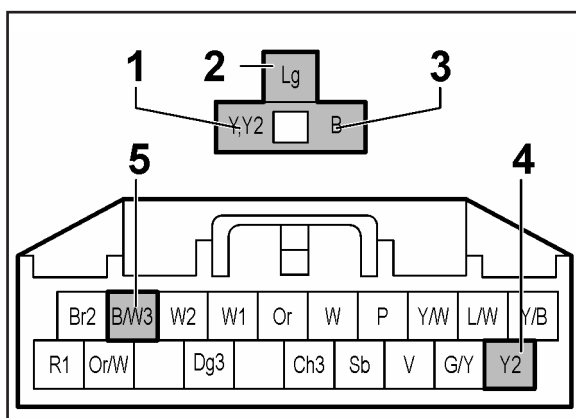 1 2 Lg 3
Y,Y2 B
5 4
Br2 B/W3 W2 W1 Or W P Y/W L/W Y/B
R1 Or/W Dg3 Ch3 Sb V G/Y Y2